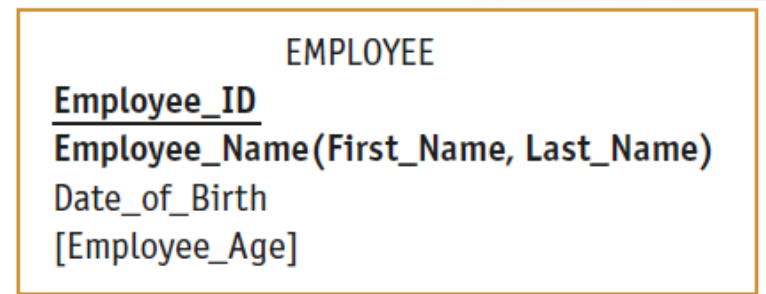 EMPLOYEE
Employee_ID
Employee_Name(First_Name, Last_Name)
Date_of_Birth
[Employee_Age]